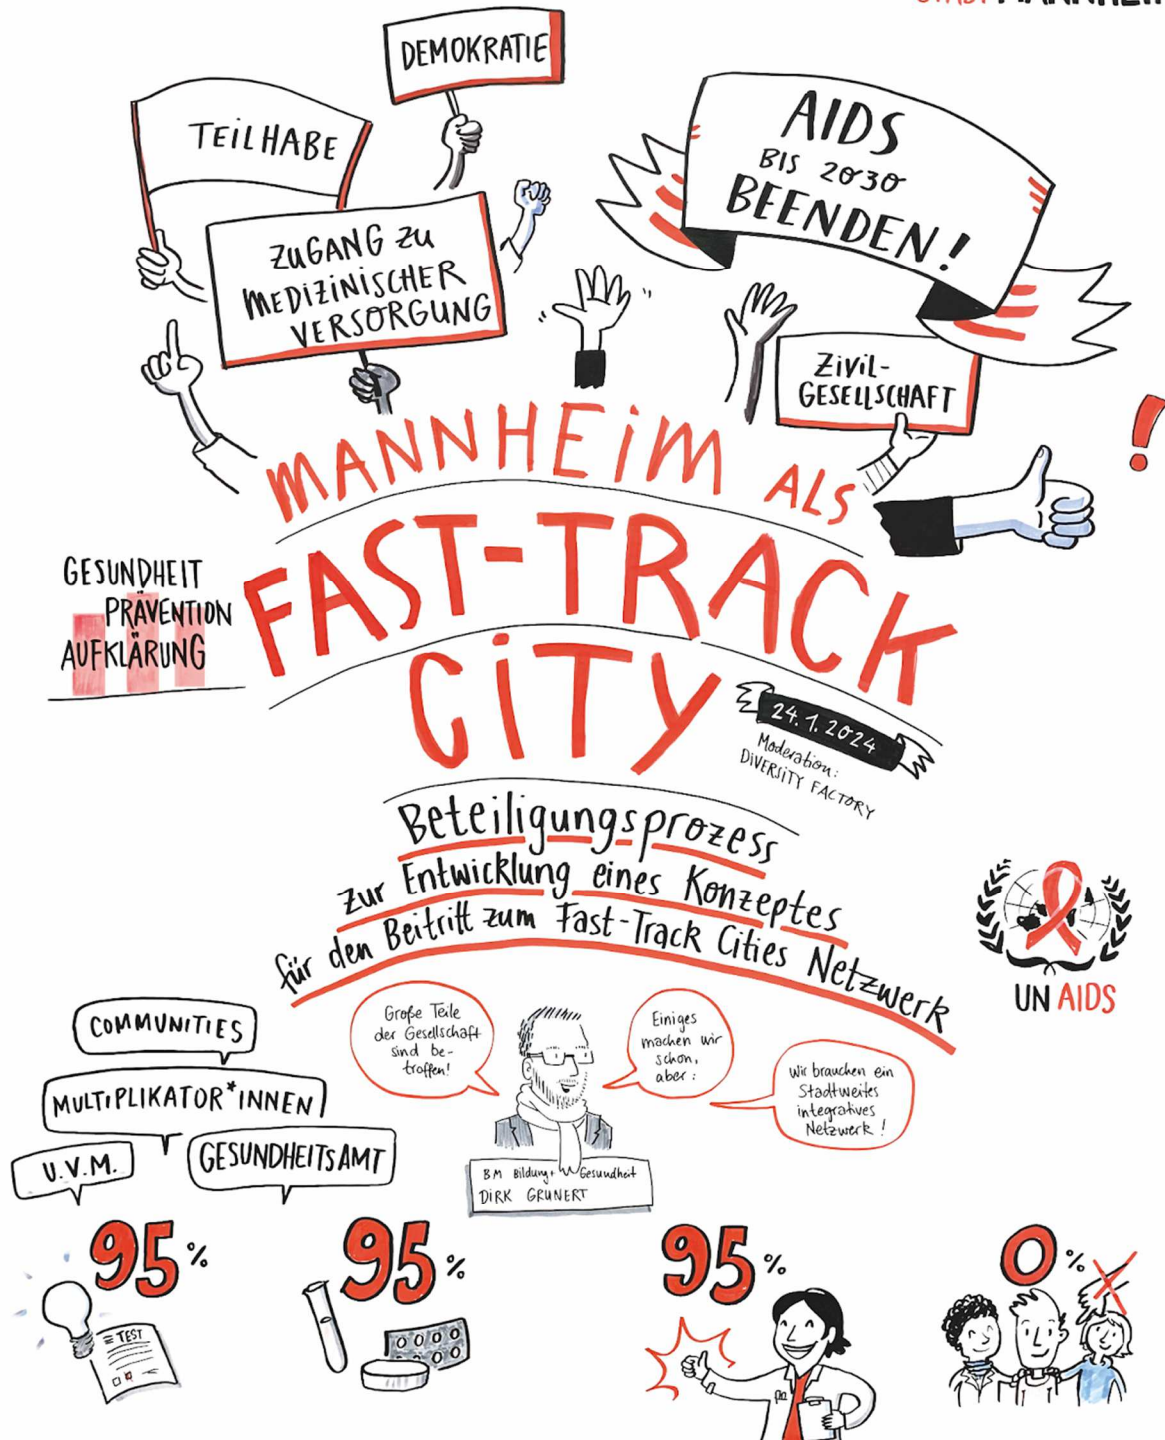 STADT MANNHEIM
DEMOKRATIE
TEILHABE
ZUGANG ZU
MEDIZINISCHER
VERSORGUNG
AIDS
BIS 2030
BEENDEN!
ZIVIL-
GESELLSCHAFT
!
MANNHEIM ALS
FAST-TRACK
CITY
GESUNDHEIT
PRÄVENTION
AUFKLÄRUNG
24.1.2024
Moderation:
DIVERSITY FACTORY
Beteiligungsprozess
zur Entwicklung eines Konzeptes
für den Beitritt zum Fast-Track Cities Netzwerk
UNAIDS
COMMUNITIES
MULTIPLIKATOR*INNEN
U.V.M.
GESUNDHEITSAMT
Große Teile
der Gesellschaft
sind be-
troffen!
Einiges
machen wir
schon,
aber:
Wir brauchen ein
Stadtweites
integratives
Netzwerk!
BM Bildung + Gesundheit
DIRK GRUNERT
95%
95%
95%
0%
TEST